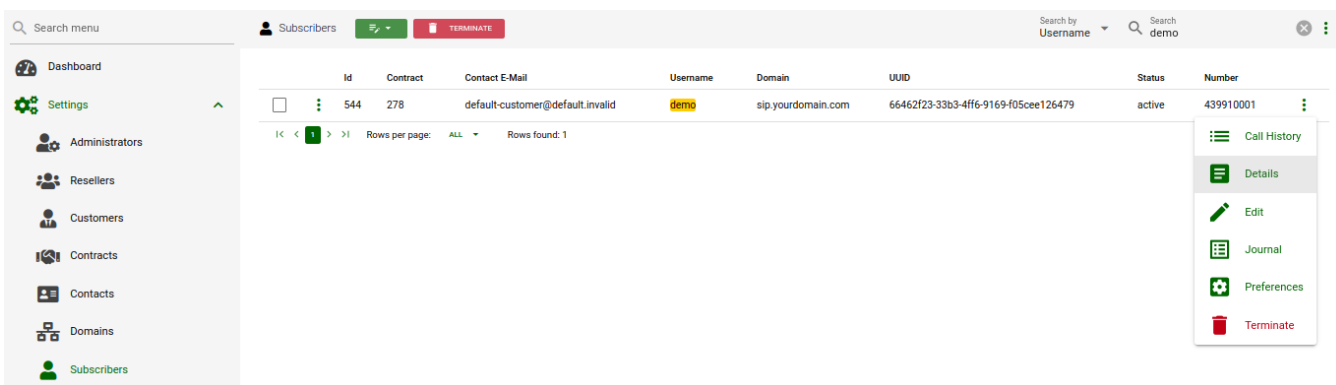 Search menu
Dashboard
Settings
Administrators
Resellers
Customers
Contracts
Contacts
Domains
Subscribers
Subscribers
TERMINATE
Search by
Username
Search
demo
Id Contract Contact E-Mail Username Domain UUID Status Number
544 278 default-customer@default.invalid demo sip.yourdomain.com 66462f23-33b3-4ff6-9169-f05cee126479 active 439910001
1 Rows per page: ALL Rows found: 1
Call History
Details
Edit
Journal
Preferences
Terminate